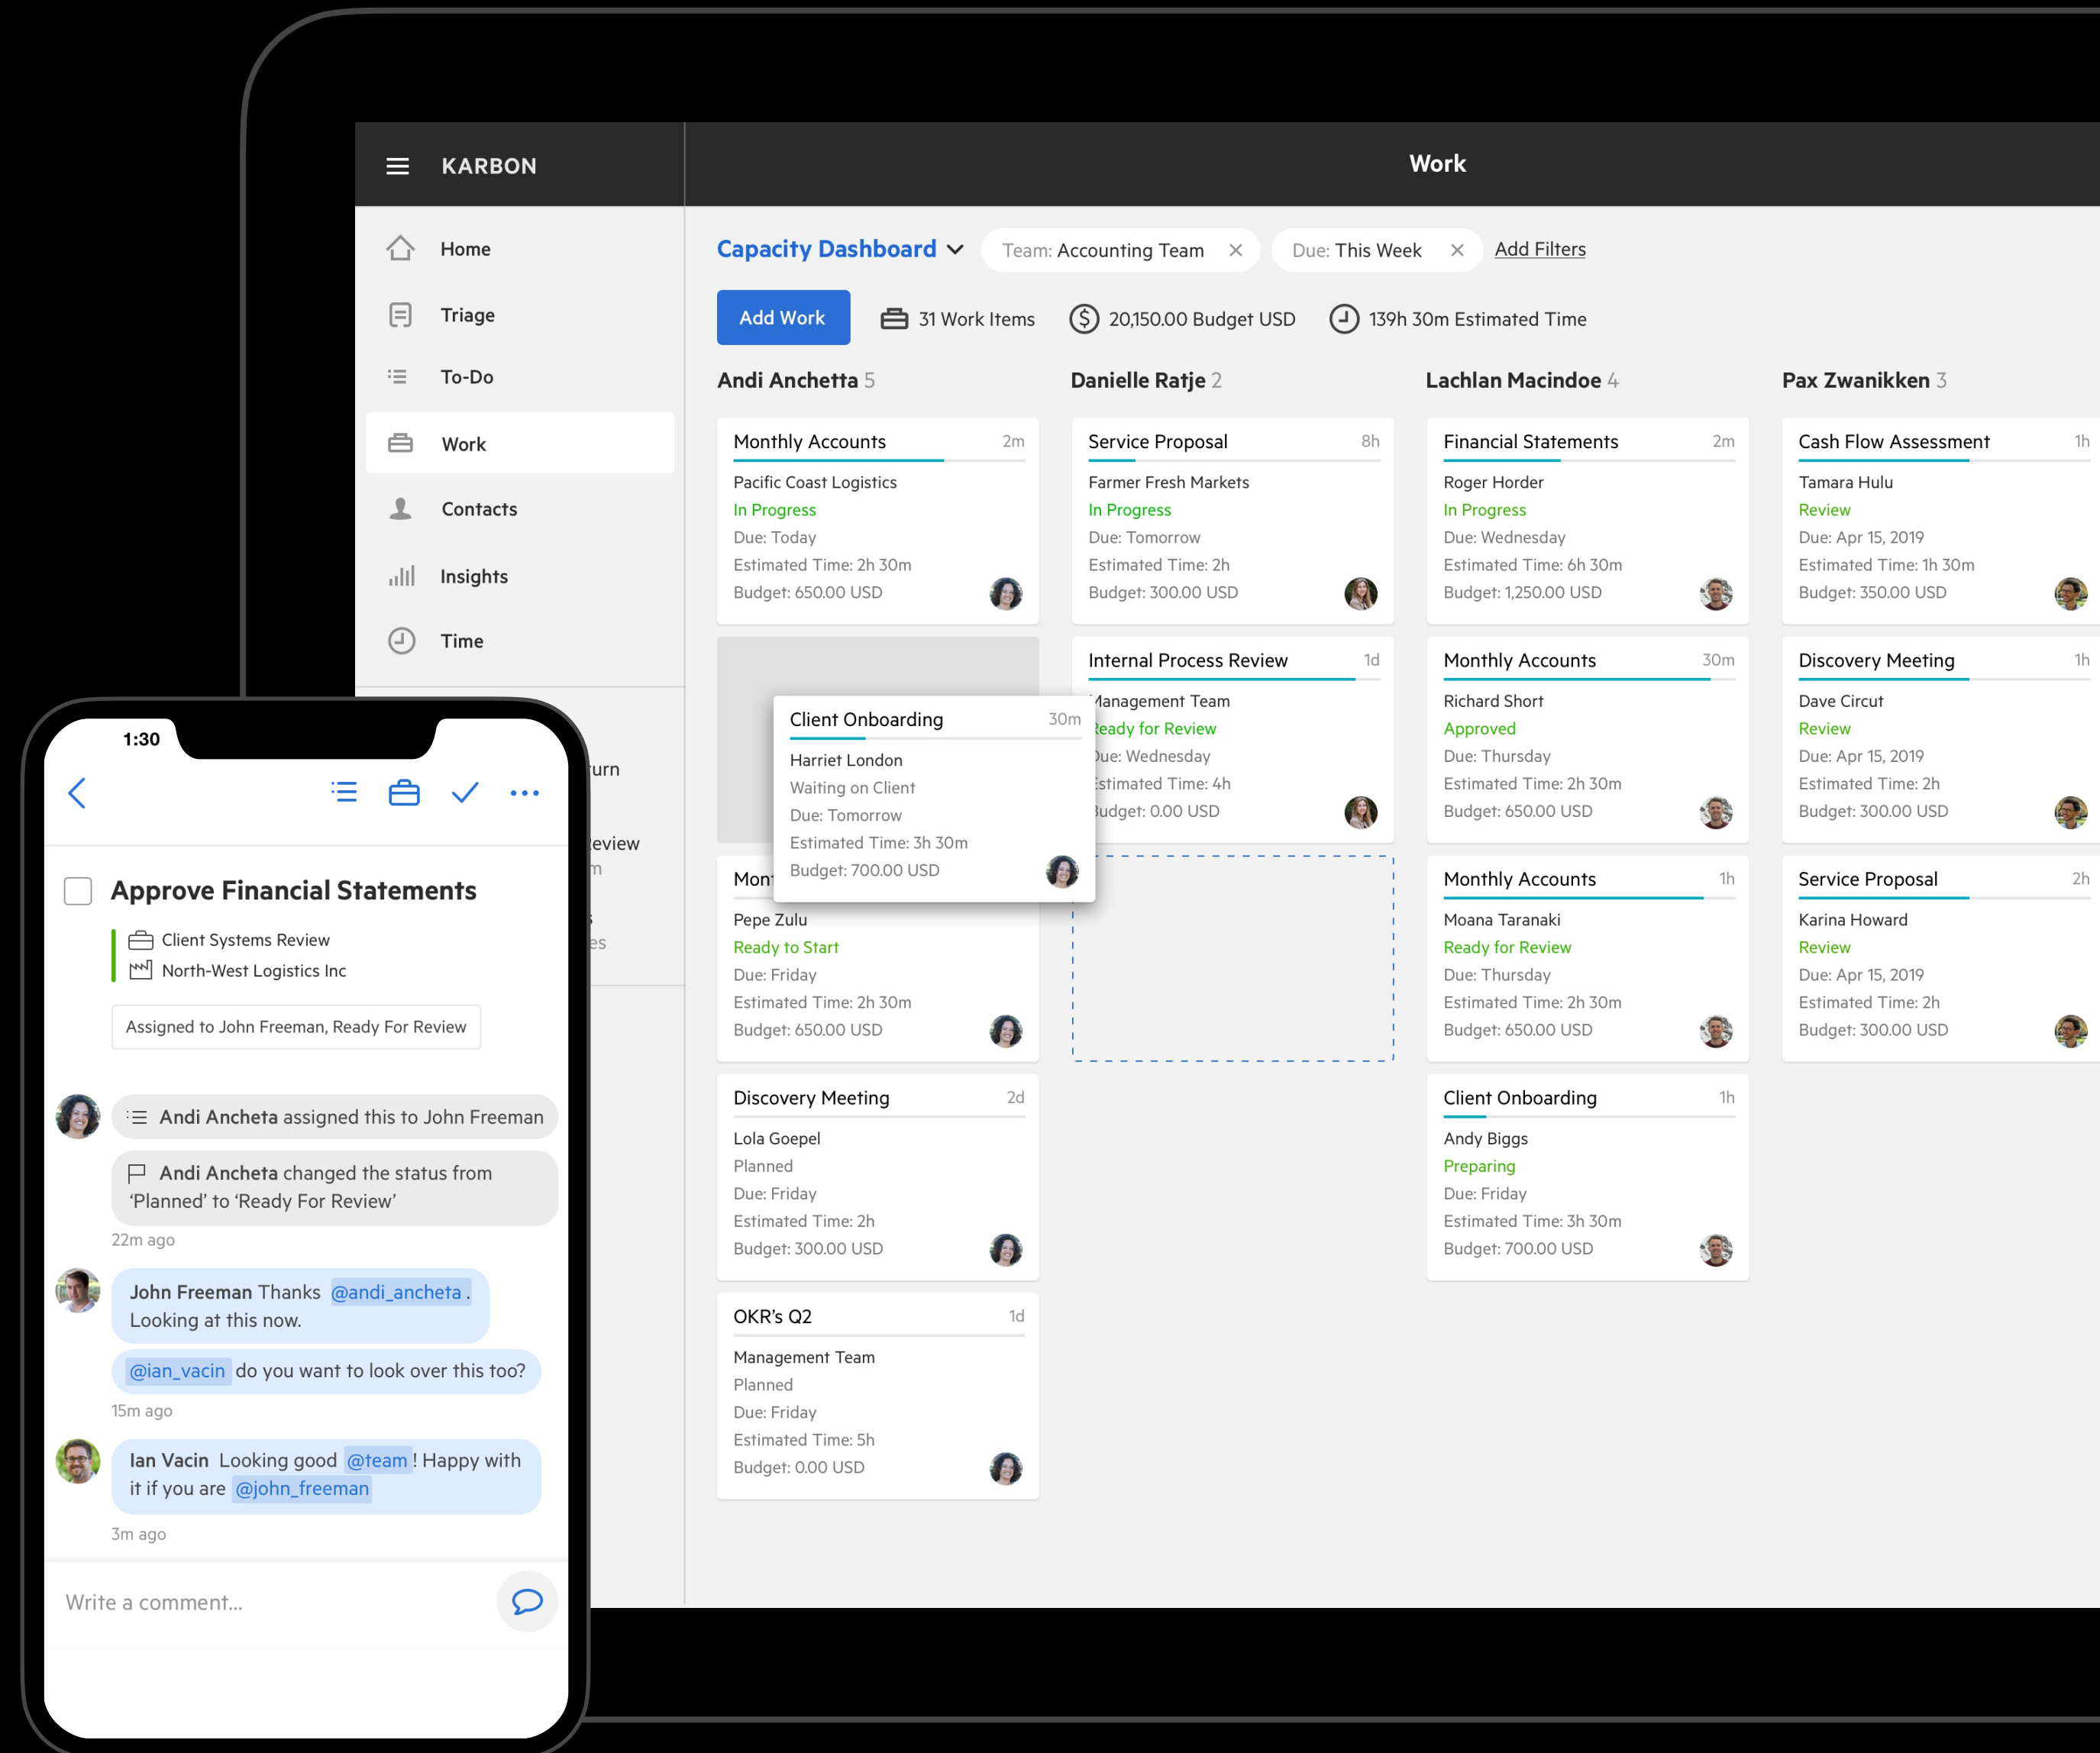 KARBON
Work
Home
Triage
To-Do
Work
Contacts
Insights
Time
Capacity Dashboard
Team: Accounting Team
Due: This Week
Add Filters
Add Work
31 Work Items
20,150.00 Budget USD
139h 30m Estimated Time
Andi Anchetta 5
Monthly Accounts 2m
Pacific Coast Logistics
In Progress
Due: Today
Estimated Time: 2h 30m
Budget: 650.00 USD
Client Onboarding 30m
Harriet London
Waiting on Client
Due: Tomorrow
Estimated Time: 3h 30m
Budget: 700.00 USD
Pepe Zulu
Ready to Start
Due: Friday
Estimated Time: 2h 30m
Budget: 650.00 USD
Discovery Meeting 2d
Lola Goepel
Planned
Due: Friday
Estimated Time: 2h
Budget: 300.00 USD
OKR’s Q2 1d
Management Team
Planned
Due: Friday
Estimated Time: 5h
Budget: 0.00 USD
Danielle Ratje 2
Service Proposal 8h
Farmer Fresh Markets
In Progress
Due: Tomorrow
Estimated Time: 2h
Budget: 300.00 USD
Internal Process Review 1d
Management Team
Ready for Review
Due: Wednesday
Estimated Time: 4h
Budget: 0.00 USD
Lachlan Macindoe 4
Financial Statements 2m
Roger Horder
In Progress
Due: Wednesday
Estimated Time: 6h 30m
Budget: 1,250.00 USD
Monthly Accounts 30m
Richard Short
Approved
Due: Thursday
Estimated Time: 2h 30m
Budget: 650.00 USD
Monthly Accounts 1h
Moana Taranaki
Ready for Review
Due: Thursday
Estimated Time: 2h 30m
Budget: 650.00 USD
Client Onboarding 1h
Andy Biggs
Preparing
Due: Friday
Estimated Time: 3h 30m
Budget: 700.00 USD
Pax Zwanikken 3
Cash Flow Assessment 1h
Tamara Hulu
Review
Due: Apr 15, 2019
Estimated Time: 1h 30m
Budget: 350.00 USD
Discovery Meeting 1h
Dave Circut
Review
Due: Apr 15, 2019
Estimated Time: 2h
Budget: 300.00 USD
Service Proposal 2h
Karina Howard
Review
Due: Apr 15, 2019
Estimated Time: 2h
Budget: 300.00 USD
1:30
Approve Financial Statements
Client Systems Review
North-West Logistics Inc
Assigned to John Freeman, Ready For Review
Andi Ancheta assigned this to John Freeman
Andi Ancheta changed the status from
‘Planned’ to ‘Ready For Review’
22m ago
John Freeman Thanks @andi_ancheta .
Looking at this now.
@ian_vacin do you want to look over this too?
15m ago
Ian Vacin Looking good @team ! Happy with
it if you are @john_freeman
3m ago
Write a comment...